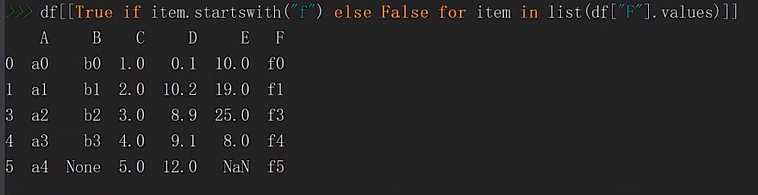 >>> df[[True if item.startswith("f") else False for item in list(df["F"].values)]]
A B C D E F
0 a0 b0 1.0 0.1 10.0 f0
1 a1 b1 2.0 10.2 19.0 f1
3 a2 b2 3.0 8.9 25.0 f3
4 a3 b3 4.0 9.1 8.0 f4
5 a4 None 5.0 12.0 NaN f5